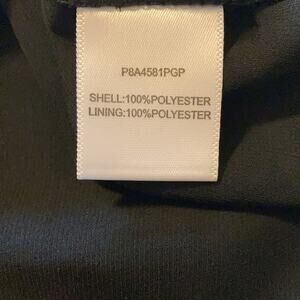 P8A4581PGP
SHELL:100%POLYESTER
LINING:100%POLYESTER